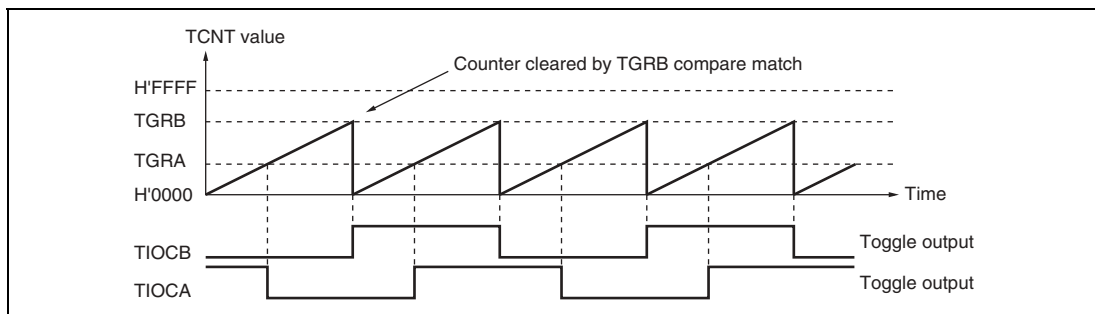 TCNT value
Counter cleared by TGRB compare match
H'FFFF
TGRB
TGRA
H'0000
Time
TIOCB
Toggle output
TIOCA
Toggle output